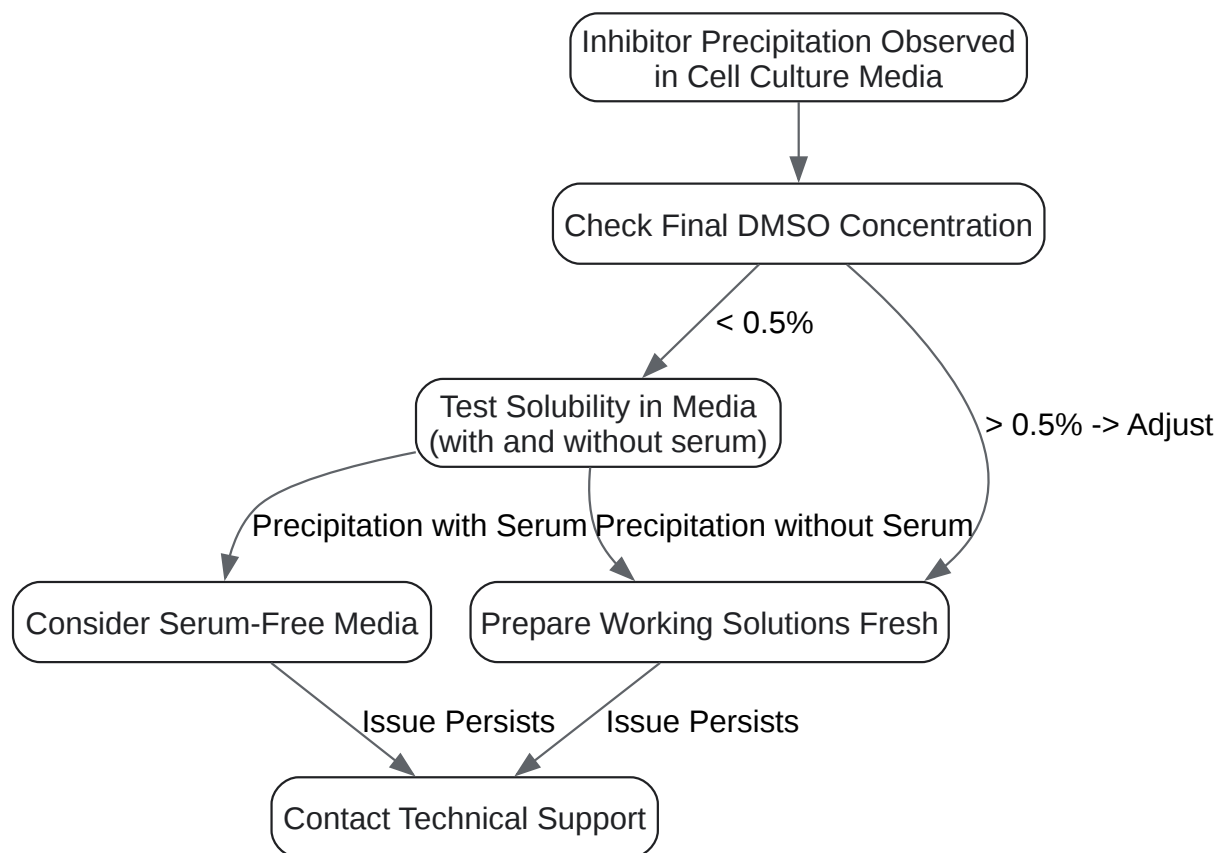 Inhibitor Precipitation Observed
in Cell Culture Media
Check Final DMSO Concentration
< 0.5%
> 0.5% -> Adjust
Test Solubility in Media
(with and without serum)
Precipitation with Serum
Precipitation without Serum
Consider Serum-Free Media
Prepare Working Solutions Fresh
Issue Persists
Issue Persists
Contact Technical Support